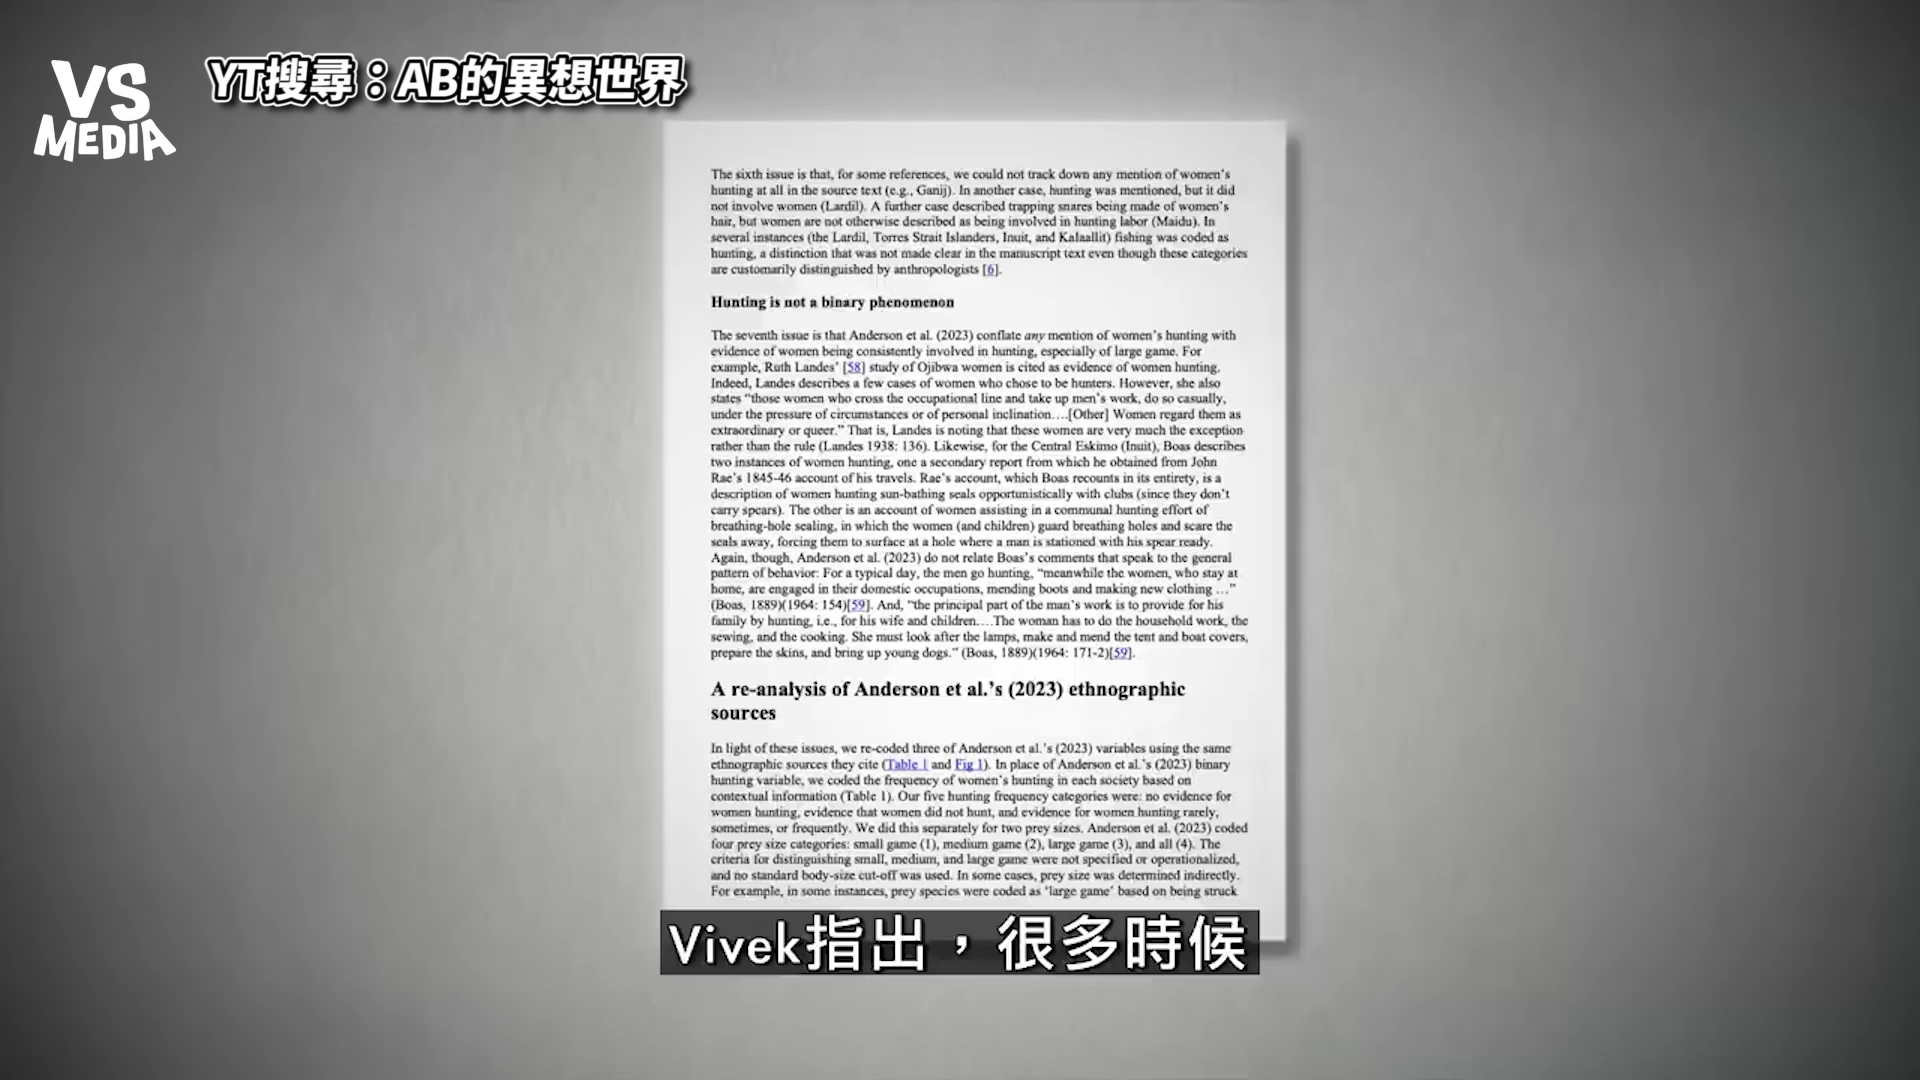 VS
MEDIA
YT搜尋：AB的異想世界
The sixth issue is that, for some references, we could not track down any mention of women's
hunting at all in the source text (e.g., Ganij). In another case, hunting was mentioned, but it did
not involve women (Lardil). A further case described trapping snares being made of women's
hair, but women are not otherwise described as being involved in hunting labor (Maidu). In
several instances (the Lardil, Torres Strait Islanders, Inuit, and Kalaallit) fishing was coded as
hunting, a distinction that was not made clear in the manuscript text even though these categories
are customarily distinguished by anthropologists [6].
Hunting is not a binary phenomenon
The seventh issue is that Anderson et al. (2023) conflate any mention of women's hunting with
evidence of women being consistently involved in hunting, especially of large game. For
example, Ruth Landes' [58] study of Ojibwa women is cited as evidence of women hunting.
Indeed, Landes describes a few cases of women who chose to be hunters. However, she also
states “those women who cross the occupational line and take up men's work, do so casually,
under the pressure of circumstances or of personal inclination….[Other] Women regard them as
extraordinary or queer.” That is, Landes is noting that these women are very much the exception
rather than the rule (Landes 1938: 136). Likewise, for the Central Eskimo (Inuit), Boas describes
two instances of women hunting, one a secondary report from which he obtained from John
Rae's 1845-46 account of his travels. Rae's account, which Boas recounts in its entirety, is a
description of women hunting sun-bathing seals opportunistically with clubs (since they don't
carry spears). The other is an account of women assisting in a communal hunting effort of
breathing-hole sealing, in which the women (and children) guard breathing holes and scare the
seals away, forcing them to surface at a hole where a man is stationed with his spear ready.
Again, though, Anderson et al. (2023) do not relate Boas's comments that speak to the general
pattern of behavior: For a typical day, the men go hunting, “meanwhile the women, who stay at
home, are engaged in their domestic occupations, mending boots and making new clothing …”
(Boas, 1889)(1964: 154)[59]. And, “the principal part of the man's work is to provide for his
family by hunting, i.e., for his wife and children….The woman has to do the household work, the
sewing, and the cooking. She must look after the lamps, make and mend the tent and boat covers,
prepare the skins, and bring up young dogs.” (Boas, 1889)(1964: 171-2)[59].
A re-analysis of Anderson et al.'s (2023) ethnographic
sources
In light of these issues, we re-coded three of Anderson et al.'s (2023) variables using the same
ethnographic sources they cite (Table 1 and Fig 1). In place of Anderson et al.'s (2023) binary
hunting variable, we coded the frequency of women's hunting in each society based on
contextual information (Table 1). Our five hunting frequency categories were: no evidence for
women hunting, evidence that women did not hunt, and evidence for women hunting rarely,
sometimes, or frequently. We did this separately for two prey sizes. Anderson et al. (2023) coded
four prey size categories: small game (1), medium game (2), large game (3), and all (4). The
criteria for distinguishing small, medium, and large game were not specified or operationalized,
and no standard body-size cut-off was used. In some cases, prey size was determined indirectly.
For example, in some instances, prey species were coded as ‘large game’ based on being struck
Vivek指出，很多時候